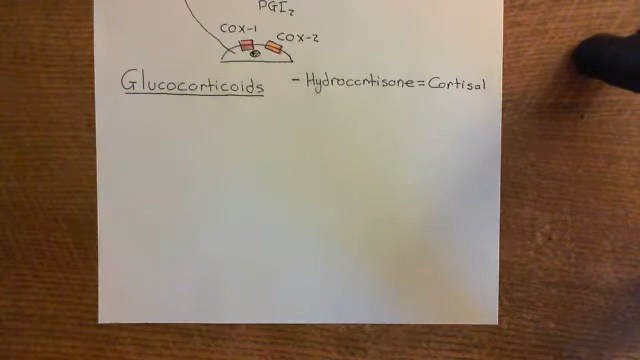 PGI₂
COX-1
COX-2
Glucocorticoids - Hydrocortisone = Cortisal